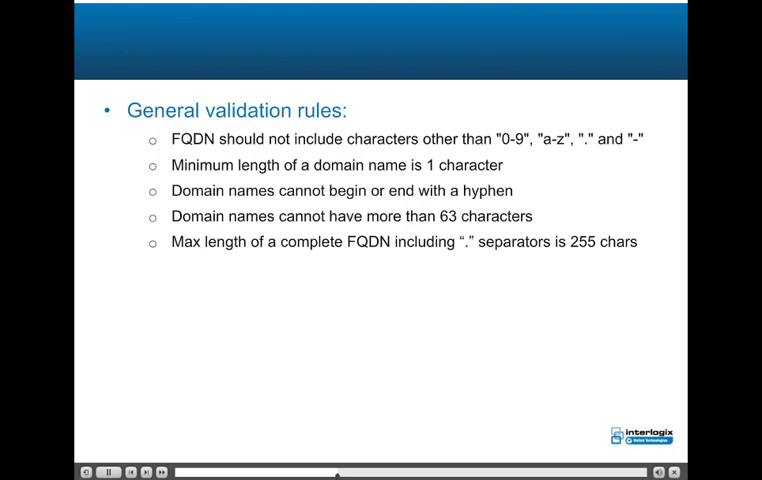 • General validation rules:
○ FQDN should not include characters other than "0-9", "a-z", "." and "-"
○ Minimum length of a domain name is 1 character
○ Domain names cannot begin or end with a hyphen
○ Domain names cannot have more than 63 characters
○ Max length of a complete FQDN including “.” separators is 255 chars
interlogix
United Technologies